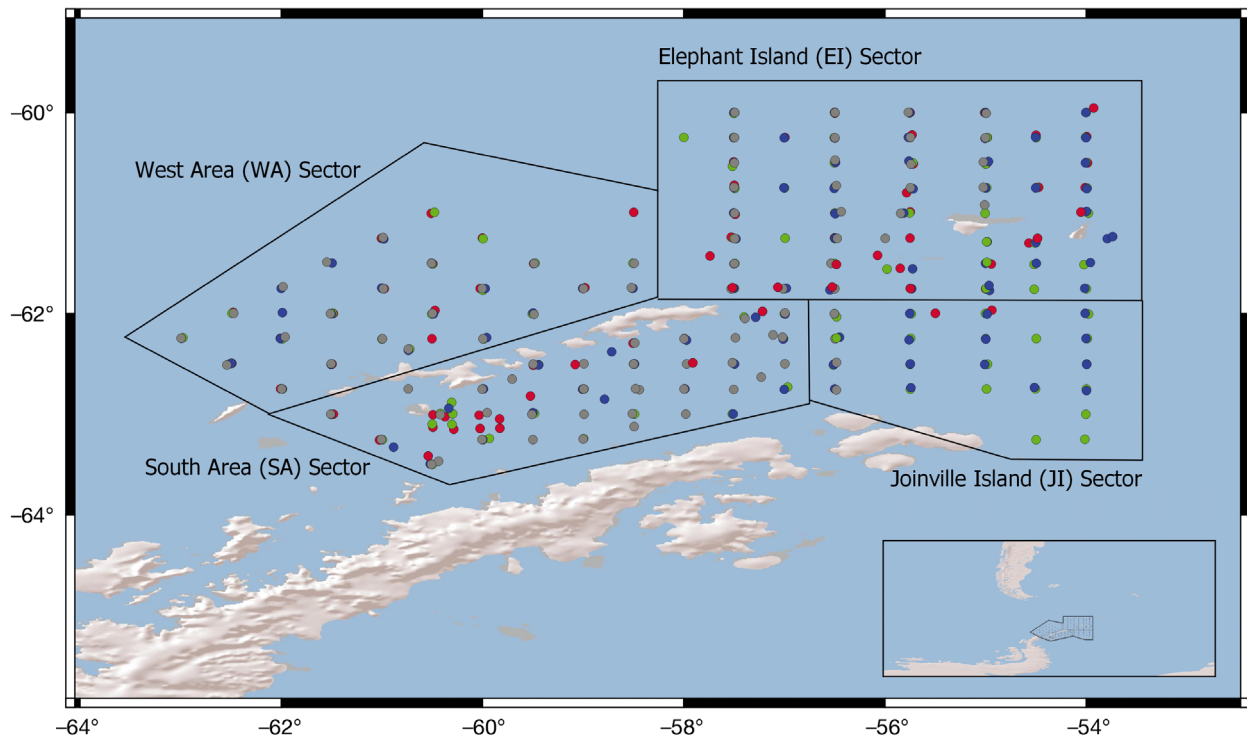 Elephant Island (EI) Sector
−60°
West Area (WA) Sector
−62°
South Area (SA) Sector
Joinville Island (JI) Sector
−64°
−64° −62° −60° −58° −56° −54°